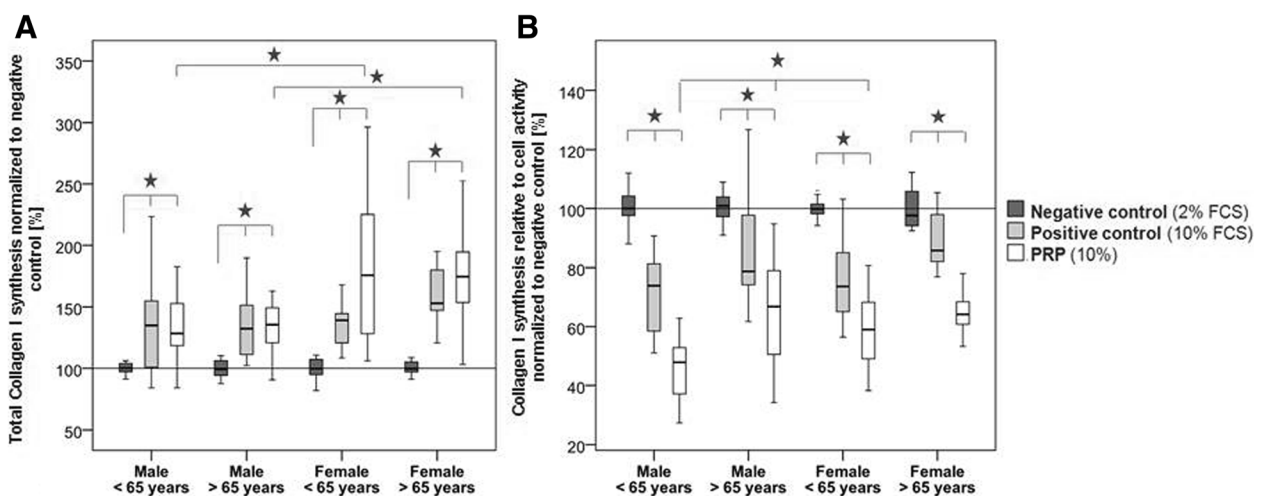 A
B
Total Collagen I synthesis normalized to negative
control [%]
350
300
250
200
150
100
50
Male
< 65 years
Male
> 65 years
Female
< 65 years
Female
> 65 years
Collagen I synthesis relative to cell activity
normalized to negative control [%]
140
120
100
80
60
40
20
Male
< 65 years
Male
> 65 years
Female
< 65 years
Female
> 65 years
Negative control (2% FCS)
Positive control (10% FCS)
PRP (10%)